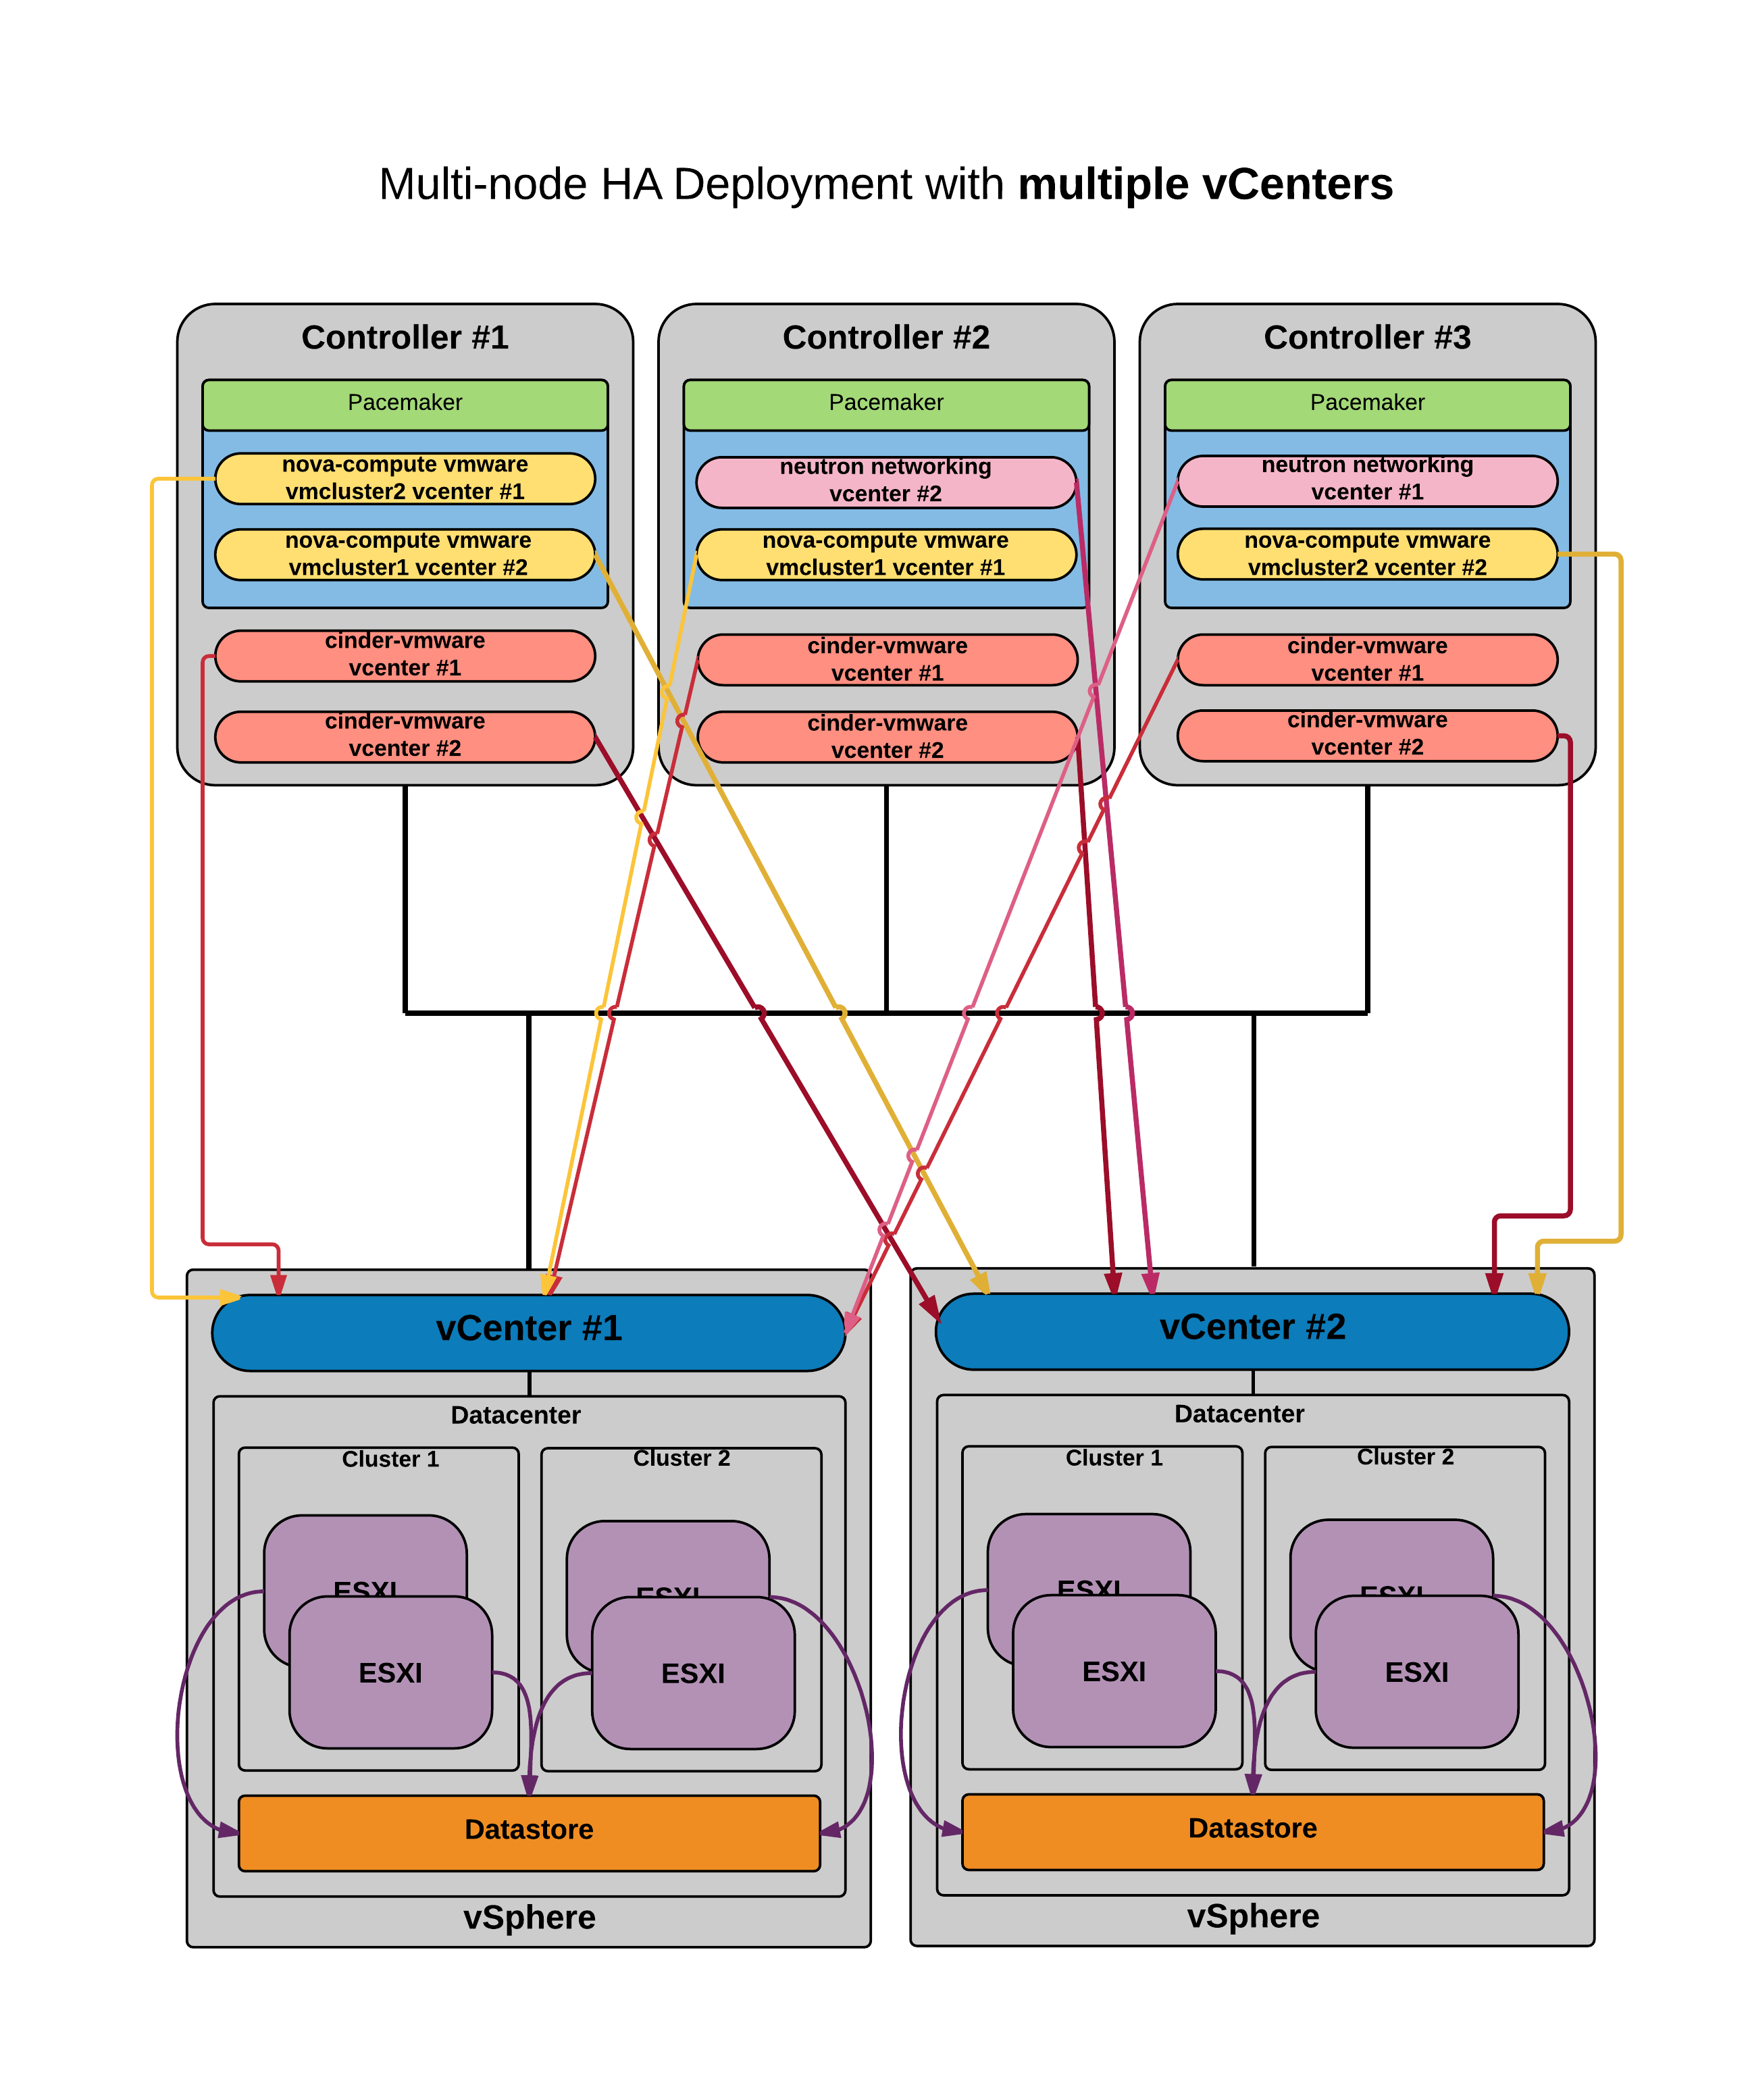 Multi-node HA Deployment with multiple vCenters
Controller #1
Pacemaker
nova-compute vmware
vmcluster2 vcenter #1
nova-compute vmware
vmcluster1 vcenter #2
cinder-vmware
vcenter #1
cinder-vmware
vcenter #2
Controller #2
Pacemaker
neutron networking
vcenter #2
nova-compute vmware
vmcluster1 vcenter #1
cinder-vmware
vcenter #1
cinder-vmware
vcenter #2
Controller #3
Pacemaker
neutron networking
vcenter #1
nova-compute vmware
vmcluster2 vcenter #2
cinder-vmware
vcenter #1
cinder-vmware
vcenter #2
vCenter #1
Datacenter
Cluster 1
ESXI
ESXI
Cluster 2
ESXI
ESXI
Datastore
vSphere
vCenter #2
Datacenter
Cluster 1
ESXI
ESXI
Cluster 2
ESXI
ESXI
Datastore
vSphere